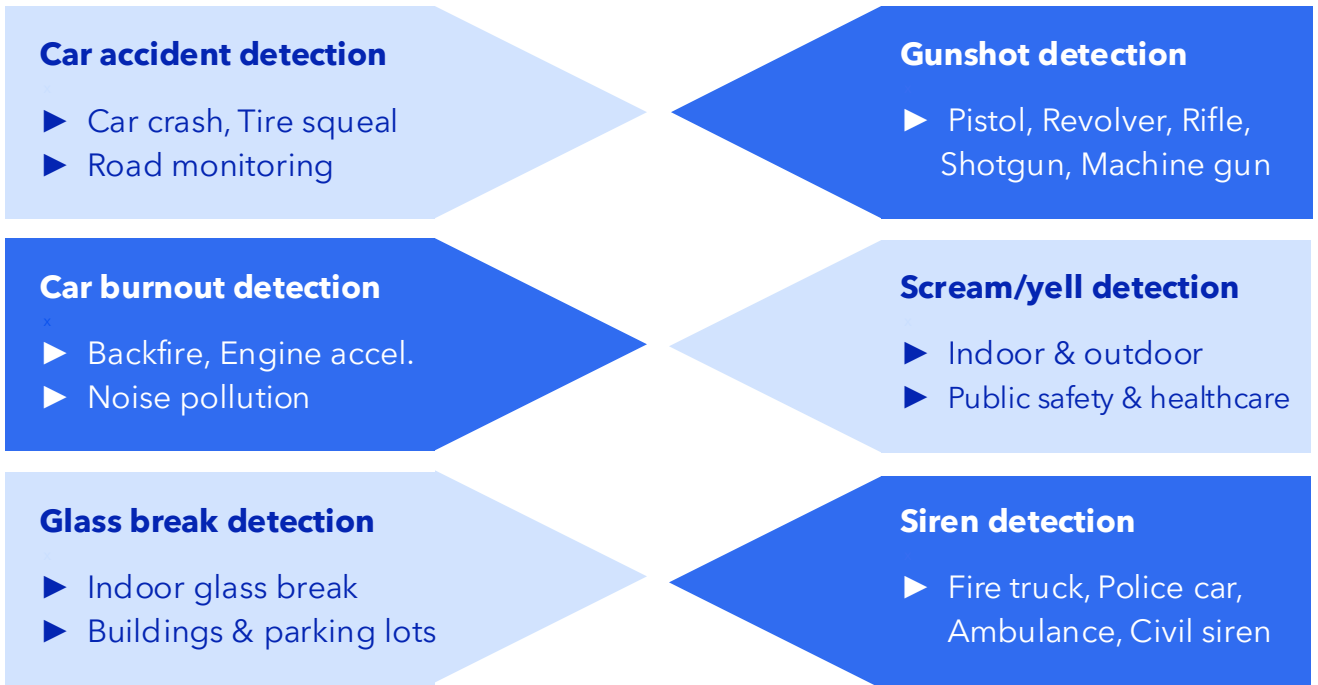 Car accident detection
► Car crash, Tire squeal
► Road monitoring
Gunshot detection
► Pistol, Revolver, Rifle,
Shotgun, Machine gun
Car burnout detection
x
► Backfire, Engine accel.
► Noise pollution
Scream/yell detection
► Indoor & outdoor
► Public safety & healthcare
Glass break detection
► Indoor glass break
► Buildings & parking lots
Siren detection
► Fire truck, Police car,
Ambulance, Civil siren